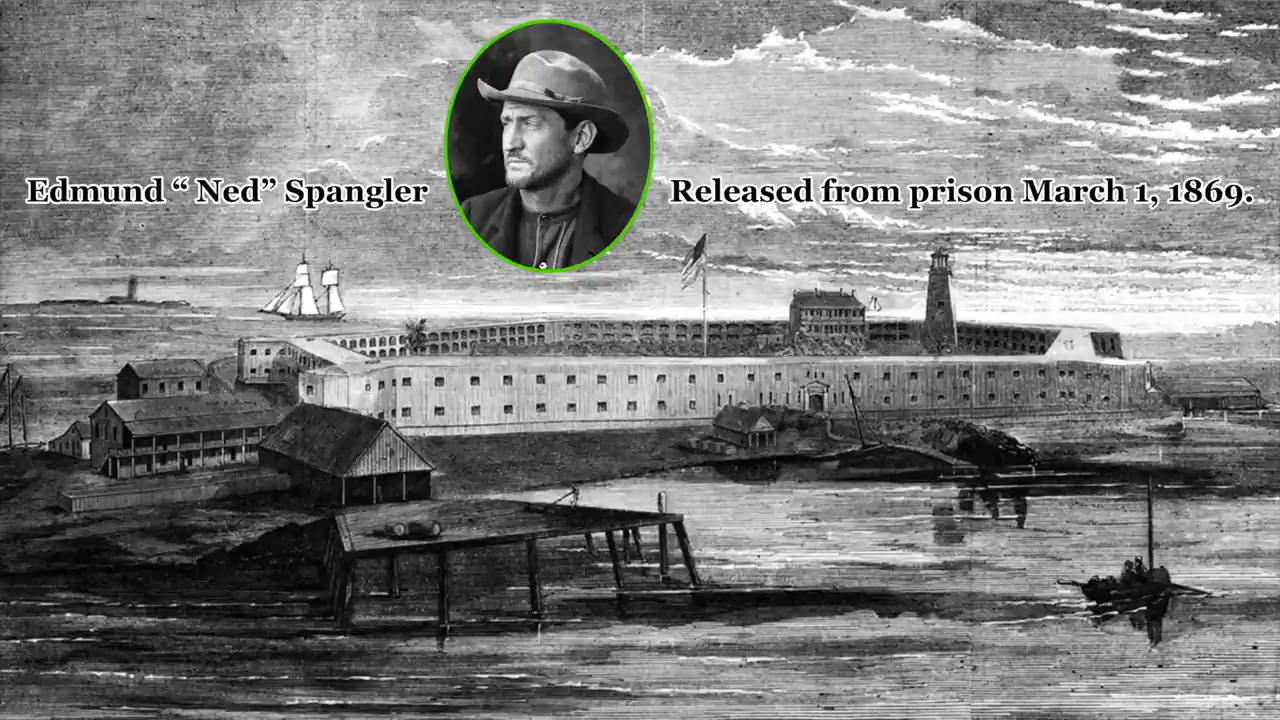 Edmund “ Ned” Spangler
Released from prison March 1, 1869.